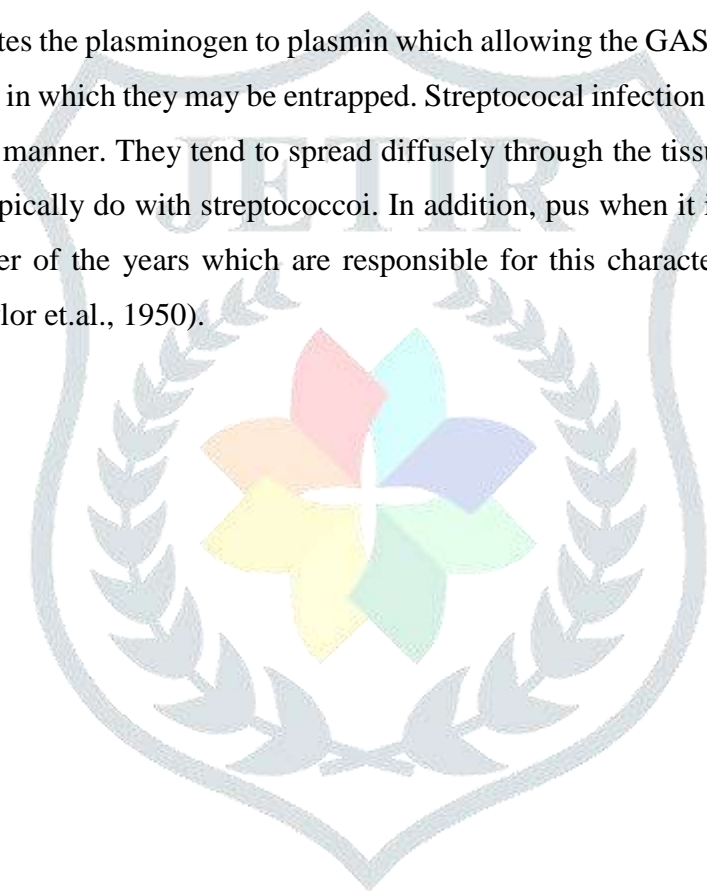 tes the plasminogen to plasmin which allowing the GAS
in which they may be entrapped. Streptococal infection
manner. They tend to spread diffusely through the tissu
pically do with streptococcoi. In addition, pus when it i
er of the years which are responsible for this characte
lor et.al., 1950).
JETIR